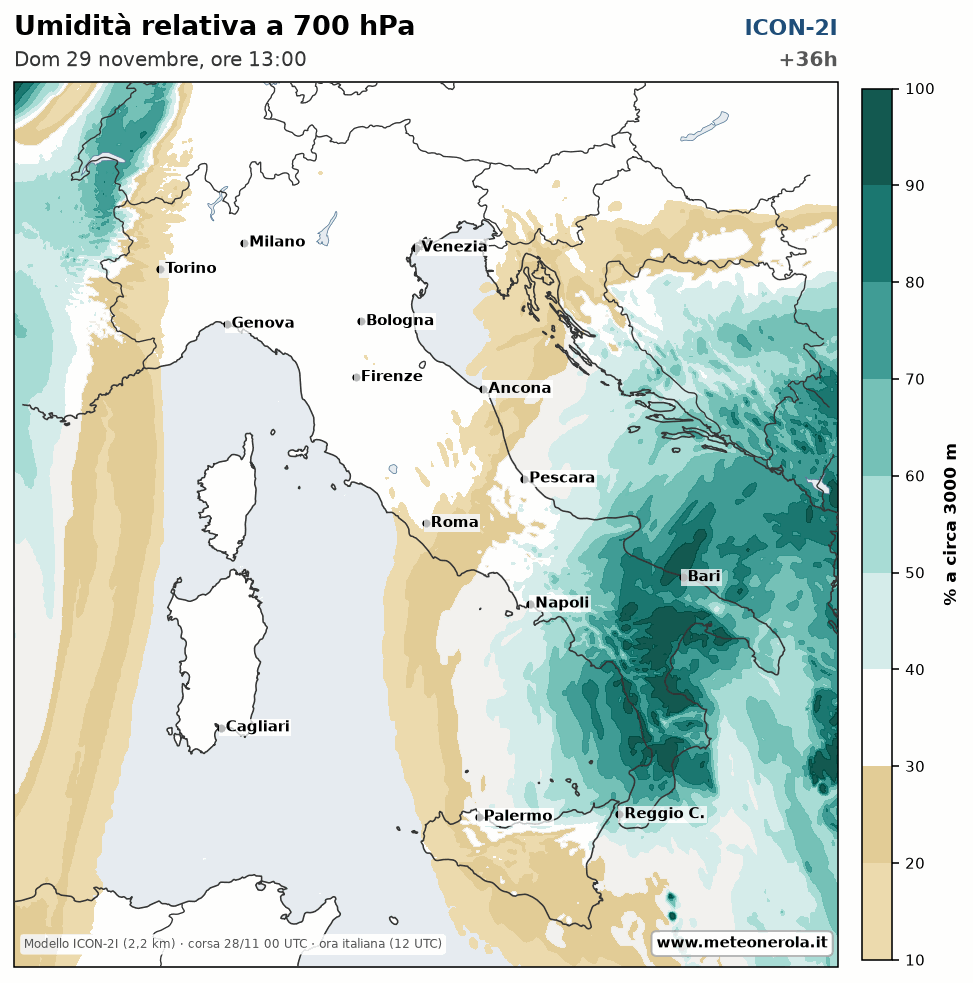 Umidità relativa a 700 hPa
ICON-2I
Dom 29 novembre, ore 13:00
+36h
100
90
80
70
60
50
40
30
20
10
% a circa 3000 m
Milano
Venezia
Torino
Bologna
Genova
Firenze
Ancona
Pescara
Roma
Bari
Napoli
Cagliari
Palermo
Reggio C.
Modello ICON-2I (2,2 km) · corsa 28/11 00 UTC · ora italiana (12 UTC)
www.meteonerola.it